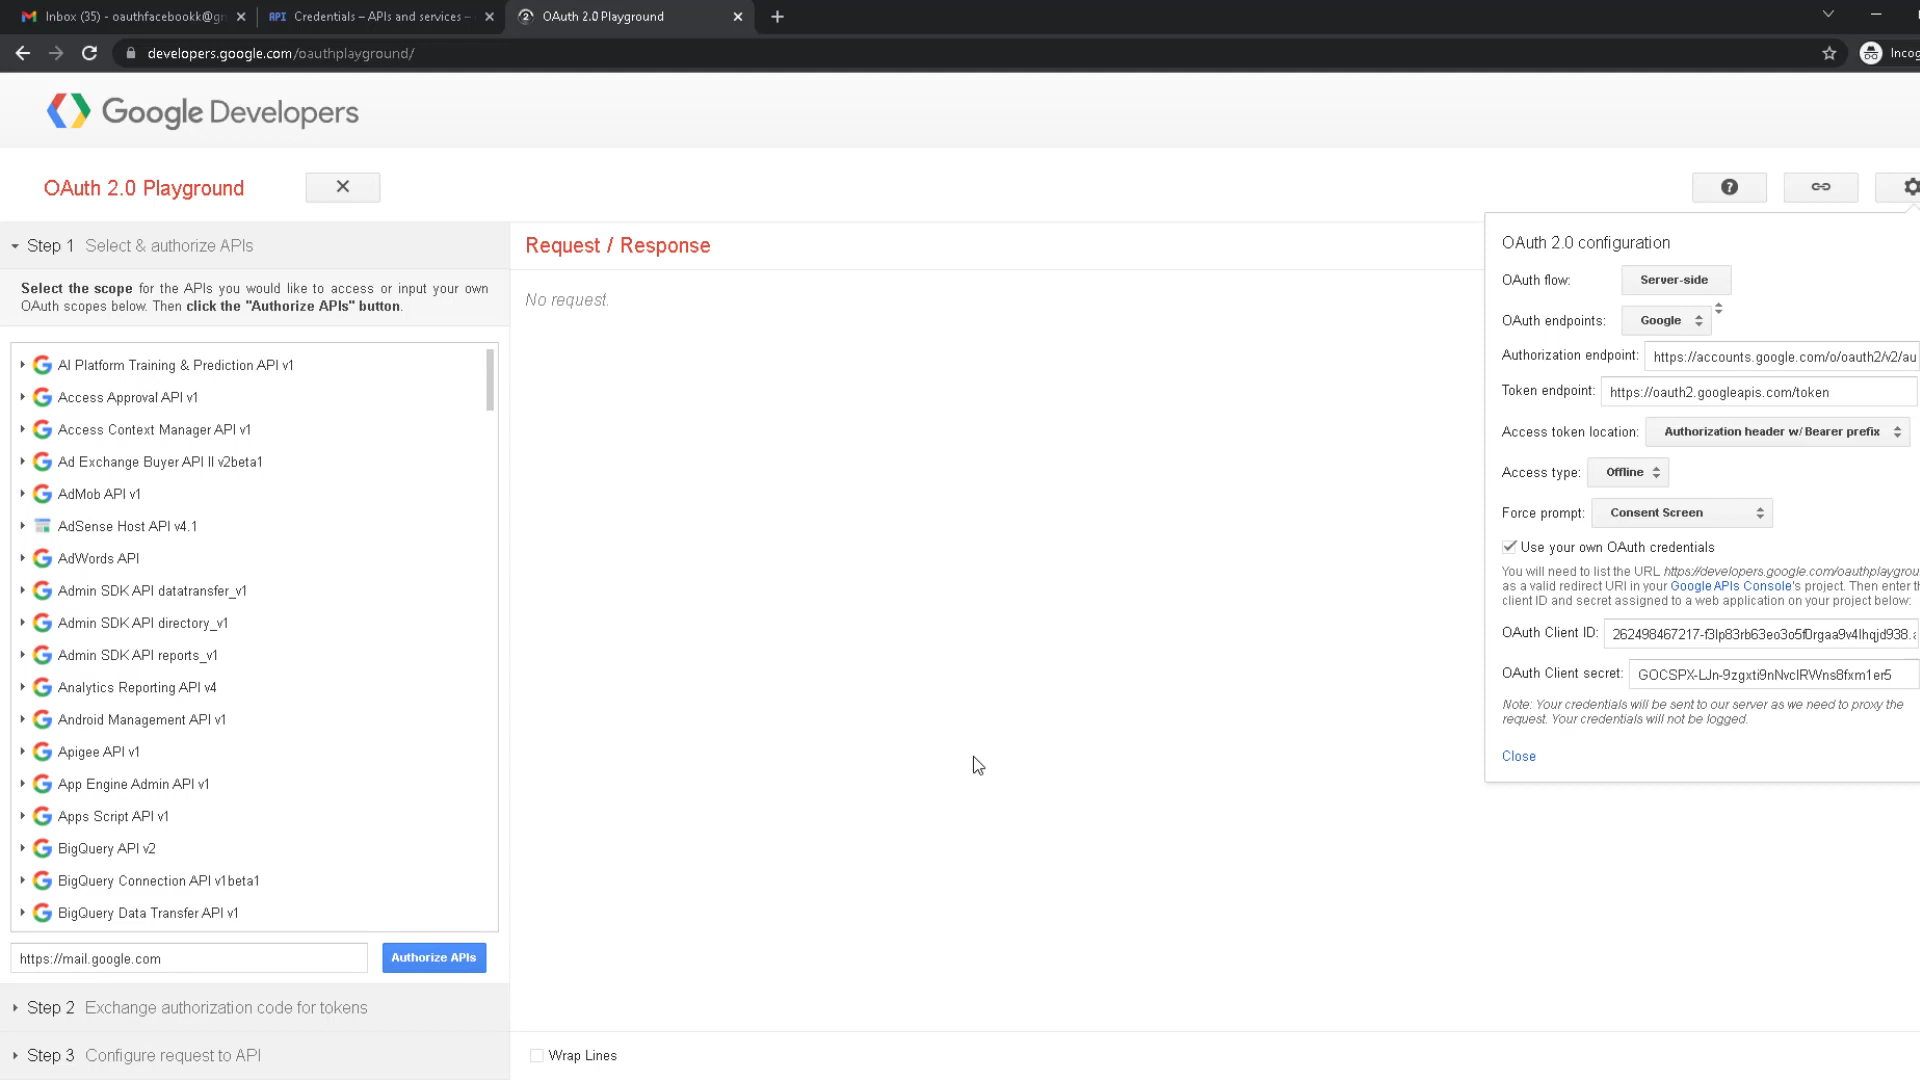 Inbox (35) - oauthfacebookk@g
Credentials – APIs and services –
OAuth 2.0 Playground
developers.google.com/oauthplayground/
Incog
Google Developers
OAuth 2.0 Playground
Step 1 Select & authorize APIs
Select the scope for the APIs you would like to access or input your own
OAuth scopes below. Then click the "Authorize APIs" button.
AI Platform Training & Prediction API v1
Access Approval API v1
Access Context Manager API v1
Ad Exchange Buyer API II v2beta1
AdMob API v1
AdSense Host API v4.1
AdWords API
Admin SDK API datatransfer_v1
Admin SDK API directory_v1
Admin SDK API reports_v1
Analytics Reporting API v4
Android Management API v1
Apigee API v1
App Engine Admin API v1
Apps Script API v1
BigQuery API v2
BigQuery Connection API v1beta1
BigQuery Data Transfer API v1
https://mail.google.com
Authorize APIs
Step 2 Exchange authorization code for tokens
Step 3 Configure request to API
Request / Response
No request.
Wrap Lines
OAuth 2.0 configuration
OAuth flow: Server-side
OAuth endpoints: Google
Authorization endpoint: https://accounts.google.com/o/oauth2/v2/au
Token endpoint: https://oauth2.googleapis.com/token
Access token location: Authorization header w/ Bearer prefix
Access type: Offline
Force prompt: Consent Screen
Use your own OAuth credentials
You will need to list the URL https://developers.google.com/oauthplaygrou
as a valid redirect URI in your Google APIs Console's project. Then enter th
client ID and secret assigned to a web application on your project below:
OAuth Client ID:
OAuth Client secret:
Note: Your credentials will be sent to our server as we need to proxy the
request. Your credentials will not be logged.
Close